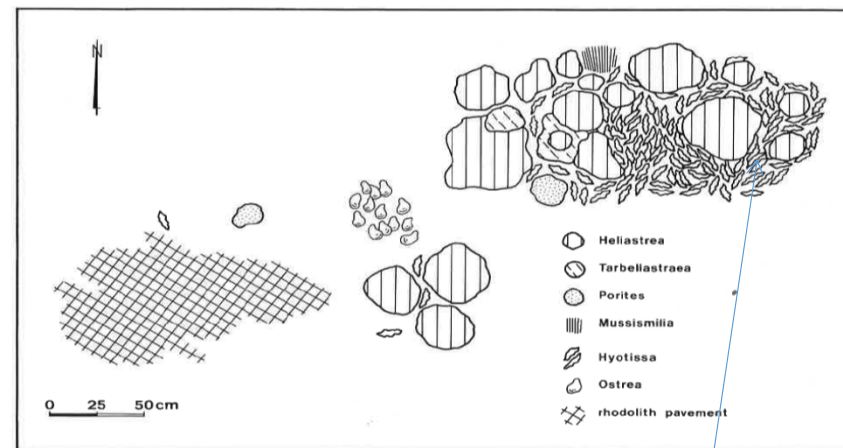 N
Heliastrea
Tarbeliastraea
Porites
Mussismilia
Hyotissa
Ostrea
rhodolith pavement
0 25 50cm